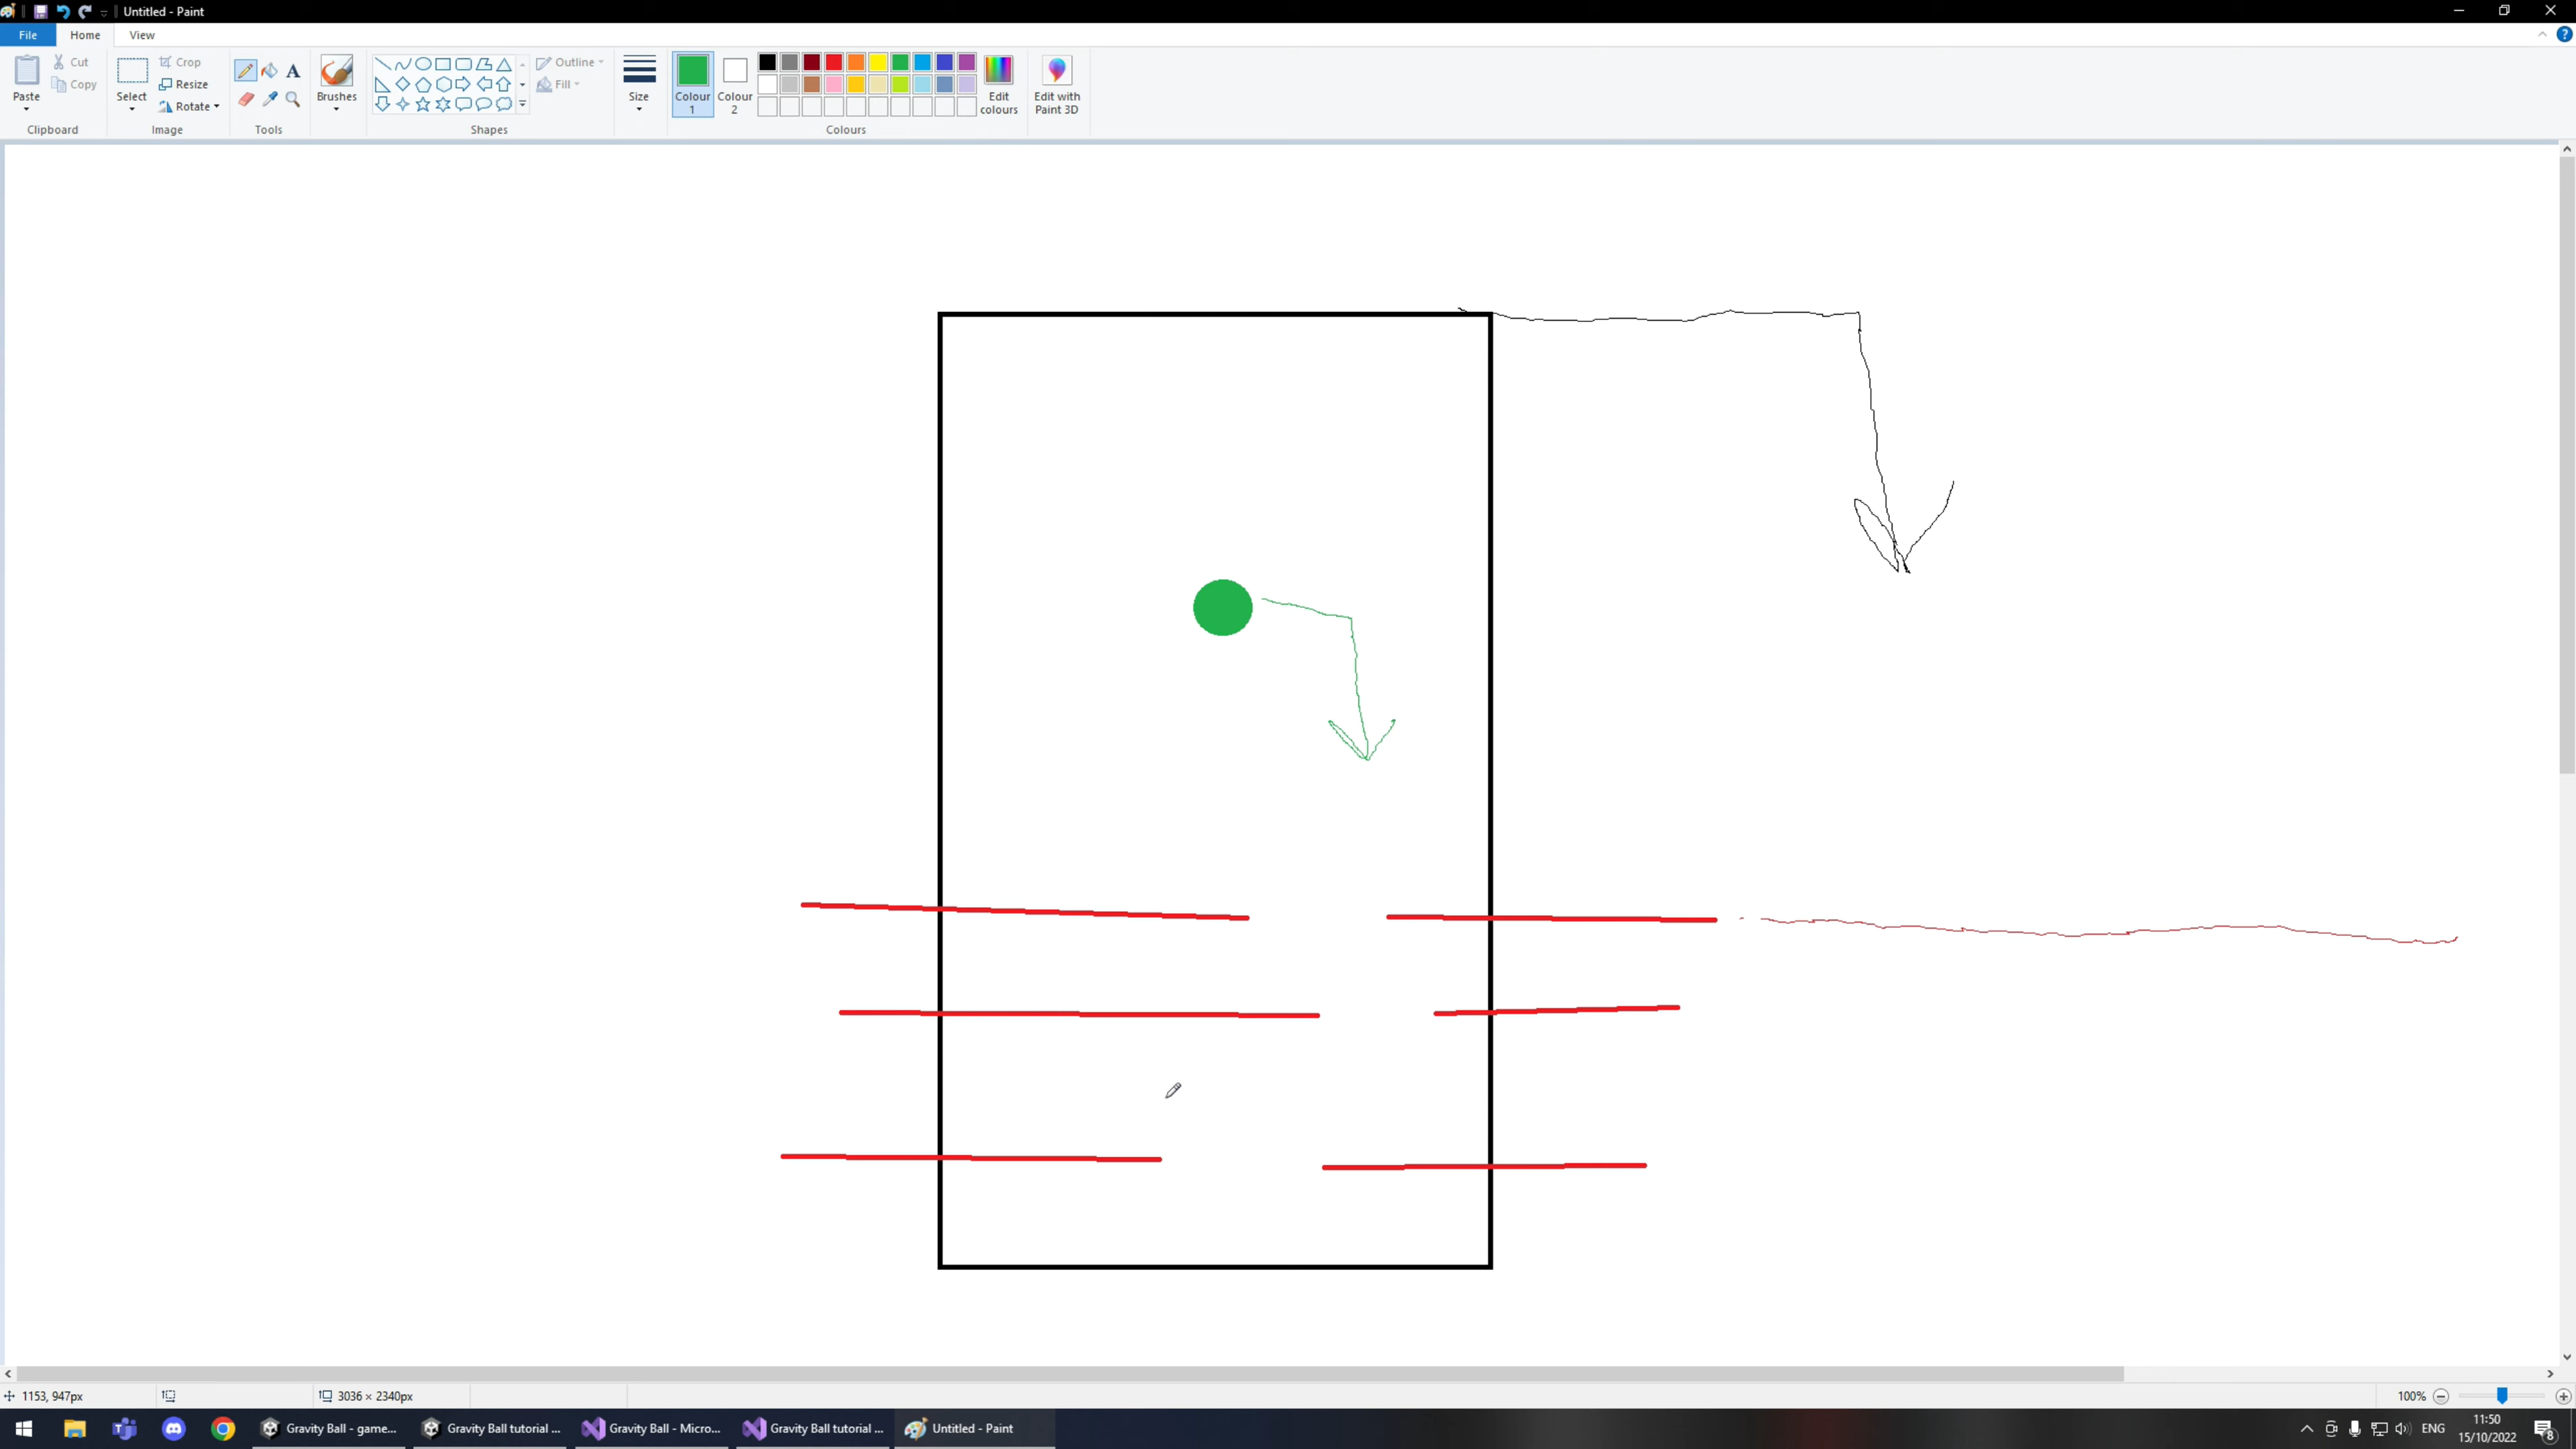 Untitled - Paint
File Home View
Paste
Cut
Copy
Clipboard
Select
Crop
Resize
Rotate
Image
A
Tools
Brushes
Outline
Fill
Shapes
Size
Colour 1
Colour 2
Edit colours
Colours
Edit with Paint 3D
1153, 947px
3036 × 2340px
100%
Gravity Ball - game...
Gravity Ball tutorial ...
Gravity Ball - Micro...
Gravity Ball tutorial ...
Untitled - Paint
ENG
11:50
15/10/2022
8